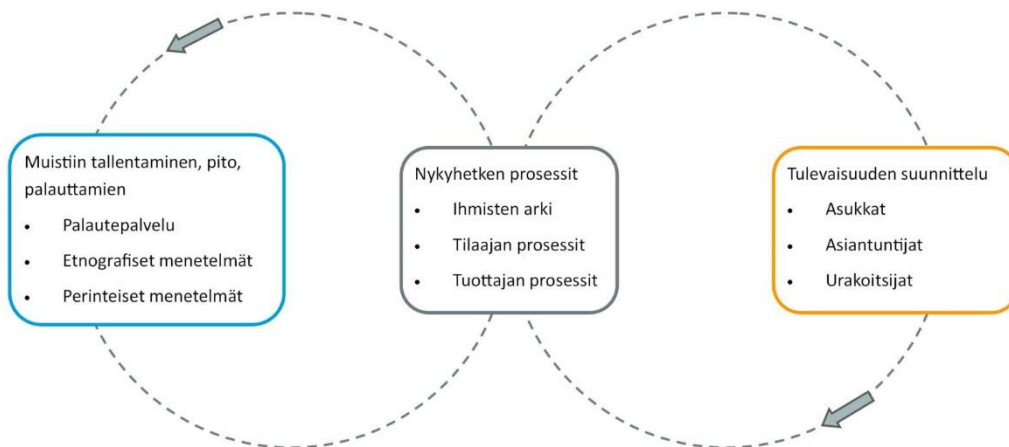 Muistiin tallentaminen, pito,
palauttamien
• Palautepalvelu
• Etnografiset menetelmät
• Perinteiset menetelmät
Nykyhetken prosessit
• Ihmisten arki
• Tilaajan prosessit
• Tuottajan prosessit
Tulevaisuuden suunnittelu
• Asukkat
• Asiantuntijat
• Urakoitsijat